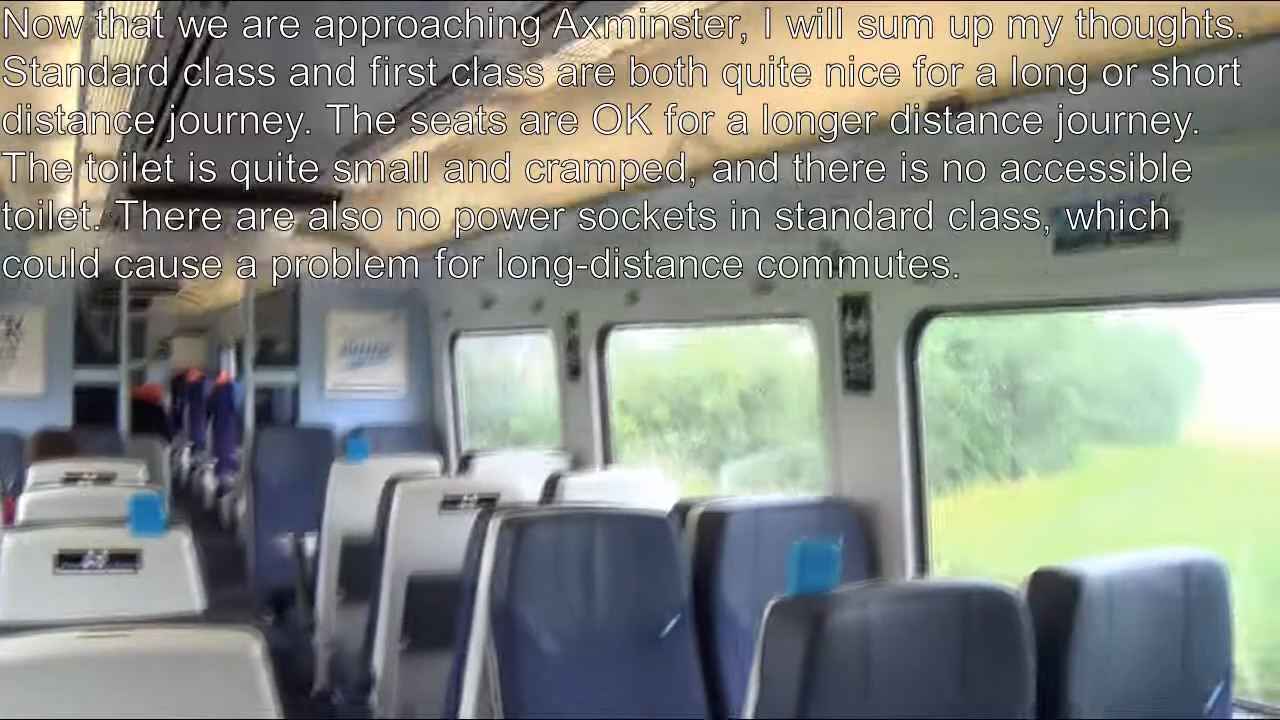 Now that we are approaching Axminster, I will sum up my thoughts.
Standard class and first class are both quite nice for a long or short
distance journey. The seats are OK for a longer distance journey.
The toilet is quite small and cramped, and there is no accessible
toilet. There are also no power sockets in standard class, which
could cause a problem for long-distance commutes.